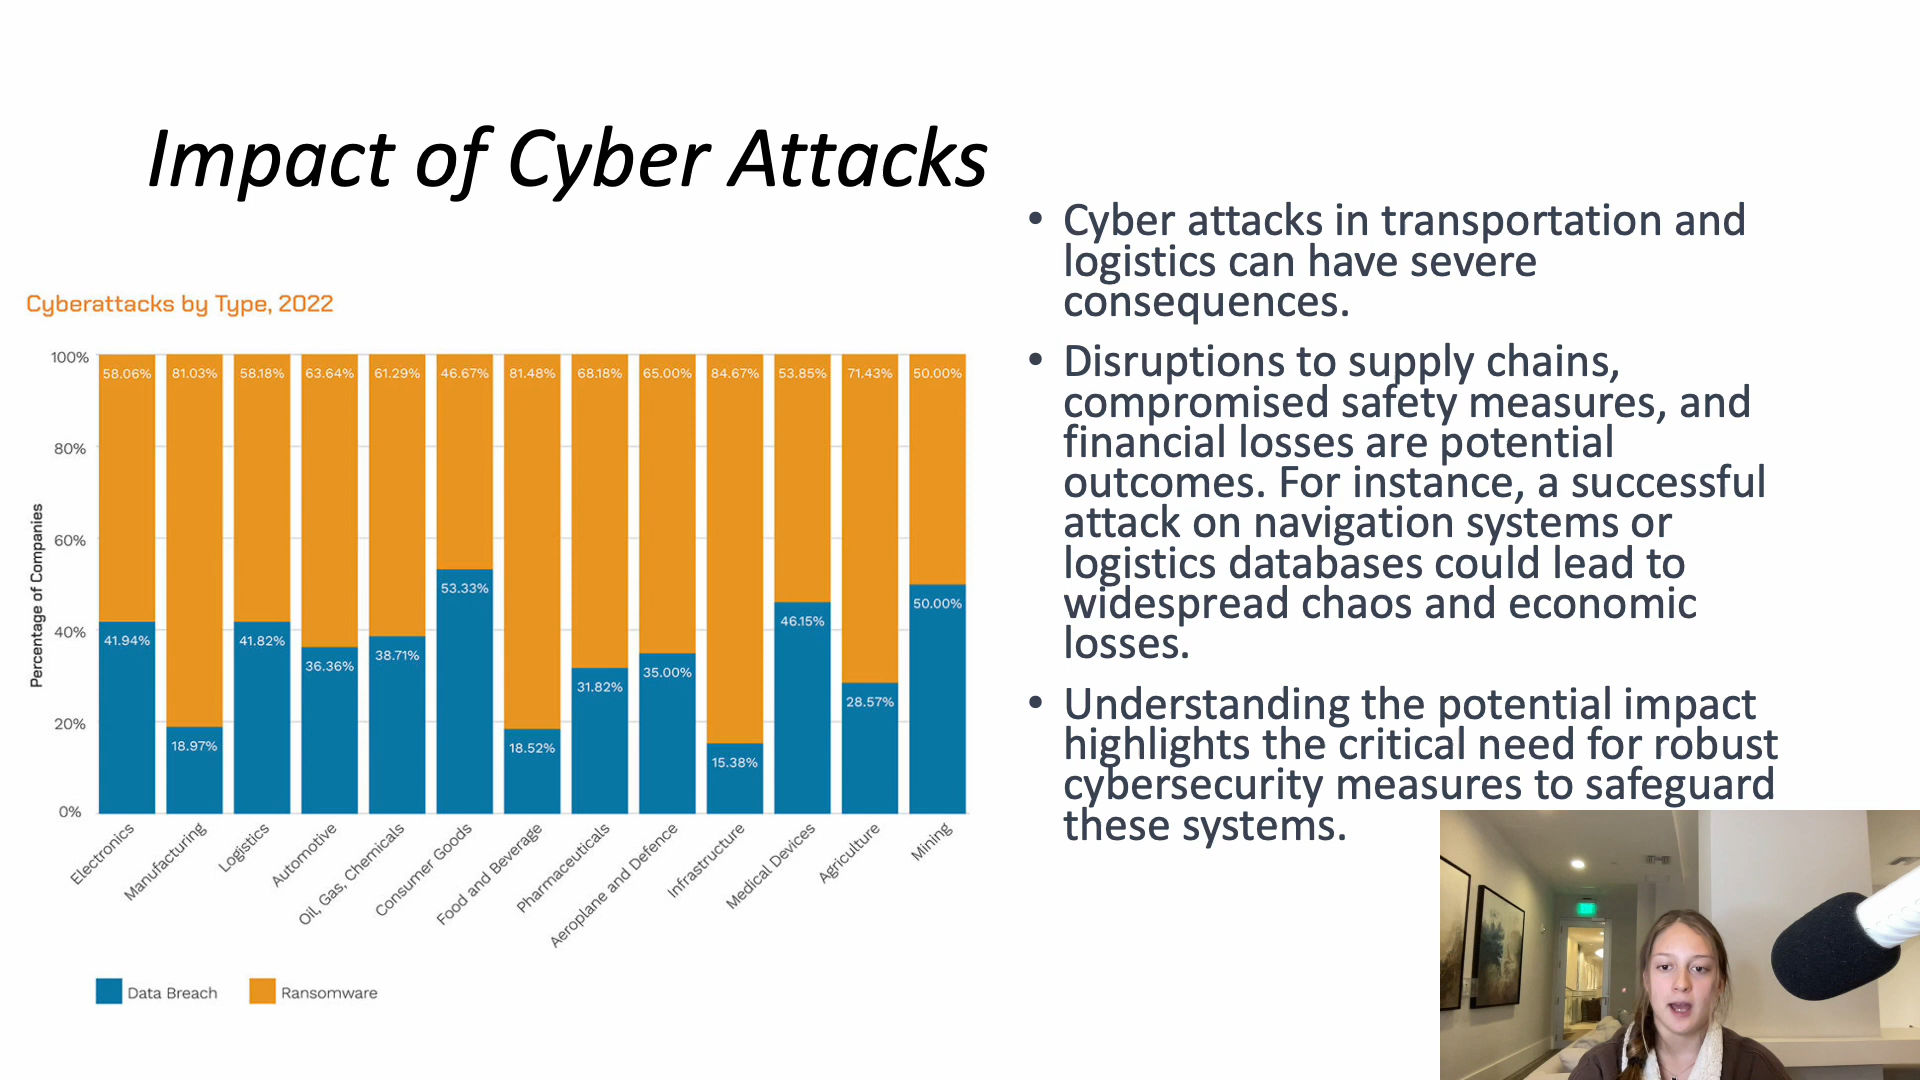 Impact of Cyber Attacks
Cyberattacks by Type, 2022
Percentage of Companies
100%
80%
60%
40%
20%
0%
58.06% 81.03% 58.18% 63.64% 61.29% 46.67% 81.48% 68.18% 65.00% 84.67% 53.85% 71.43% 50.00%
41.94% 18.97% 41.82% 36.36% 38.71% 53.33% 18.52% 31.82% 35.00% 15.38% 46.15% 28.57% 50.00%
Electronics
Manufacturing
Logistics
Automotive
Oil, Gas, Chemicals
Consumer Goods
Food and Beverage
Pharmaceuticals
Aeroplane and Defence
Infrastructure
Medical Devices
Agriculture
Mining
Data Breach
Ransomware
• Cyber attacks in transportation and
logistics can have severe
consequences.
• Disruptions to supply chains,
compromised safety measures, and
financial losses are potential
outcomes. For instance, a successful
attack on navigation systems or
logistics databases could lead to
widespread chaos and economic
losses.
• Understanding the potential impact
highlights the critical need for robust
cybersecurity measures to safeguard
these systems.